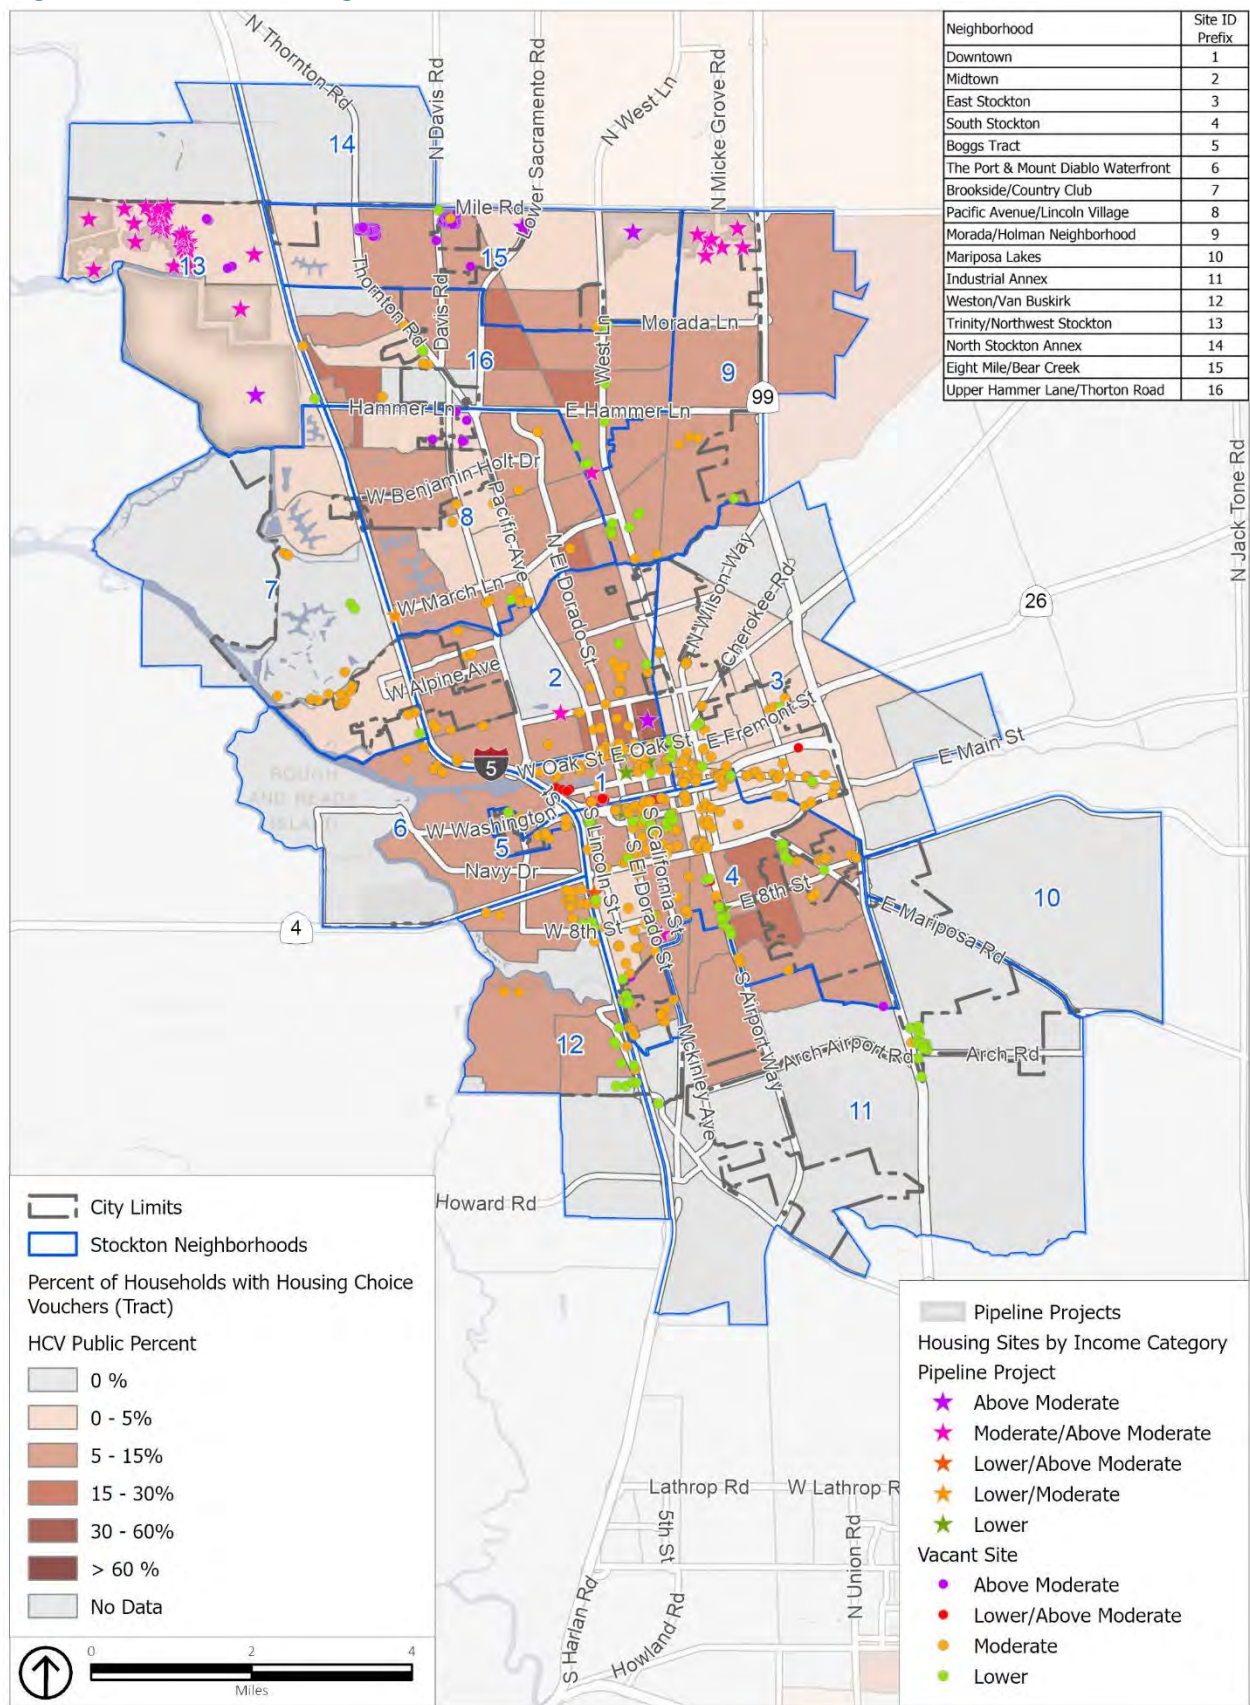 N Thornton Rd
N Davis Rd
Lower Sacramento Rd
N West Ln
N Micke Grove Rd
Neighborhood Site ID Prefix
Downtown 1
Midtown 2
East Stockton 3
South Stockton 4
Boggs Tract 5
The Port & Mount Diablo Waterfront 6
Brookside/Country Club 7
Pacific Avenue/Lincoln Village 8
Morada/Holman Neighborhood 9
Mariposa Lakes 10
Industrial Annex 11
Weston/Van Buskirk 12
Trinity/Northwest Stockton 13
North Stockton Annex 14
Eight Mile/Bear Creek 15
Upper Hammer Lane/Thorton Road 16
14
Mile Rd
13
15
Thornton Rd
Davis Rd
West Ln
Morada Ln
16
9
99
Hammer Ln
E Hammer Ln
W Benjamin Holt Dr
Pacific Ave
8
N El Dorado St
N Jack Tone Rd
7
W March Ln
N Wilson Way
Cherokee Rd
26
W Alpine Ave
2
3
E Fremont St
E Main St
W Oak St
E Oak St
5
1
ROUGH
AND READY
ISLAND
6
W Washington St
5
Navy Dr
S Lincoln St
S El Dorado St
S California St
4
E 8th St
10
4
W 8th St
E Mariposa Rd
12
S Airport Way
Mckinley Ave
Arch Airport Rd
Arch Rd
11
Howard Rd
City Limits
Stockton Neighborhoods
Percent of Households with Housing Choice
Vouchers (Tract)
HCV Public Percent
0 %
0 - 5%
5 - 15%
15 - 30%
30 - 60%
> 60 %
No Data
0 2 4
Miles
Lathrop Rd
W Lathrop R
5th St
N Union Rd
S Harlan Rd
Howland Rd
Pipeline Projects
Housing Sites by Income Category
Pipeline Project
Above Moderate
Moderate/Above Moderate
Lower/Above Moderate
Lower/Moderate
Lower
Vacant Site
Above Moderate
Lower/Above Moderate
Moderate
Lower